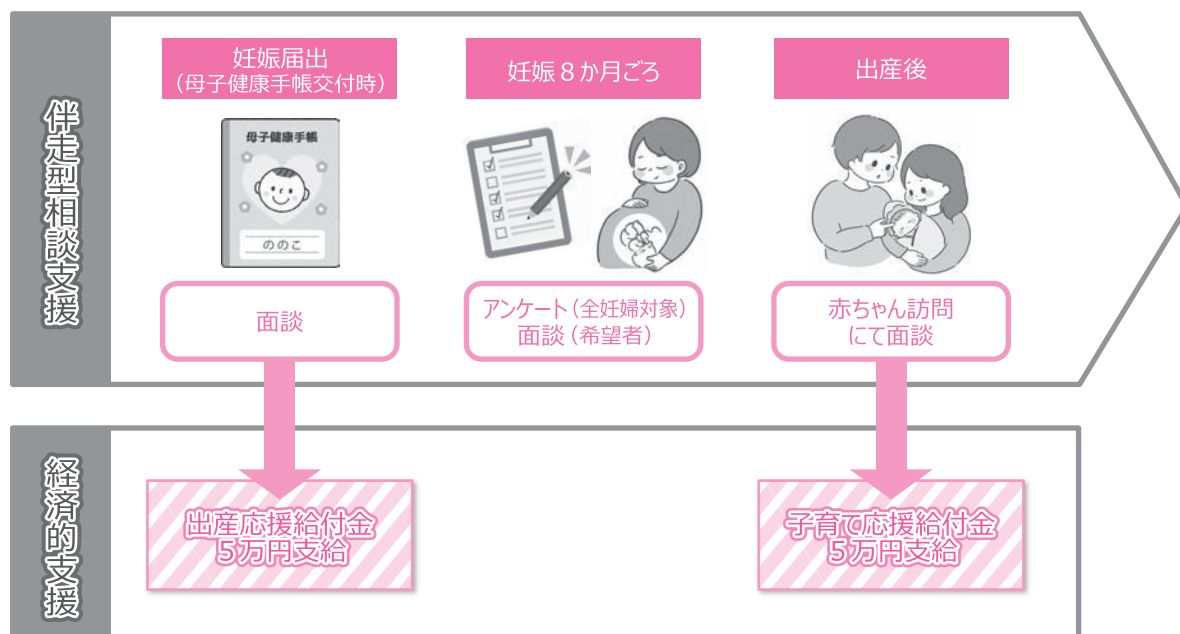 伴走型相談支援
妊娠届出
(母子健康手帳交付時)
妊娠８か月ごろ
出産後
母子健康手帳
ののこ
面談
アンケート(全妊婦対象)
面談(希望者)
赤ちゃん訪問
にて面談
経済的支援
出産応援給付金
５万円支給
子育て応援給付金
５万円支給